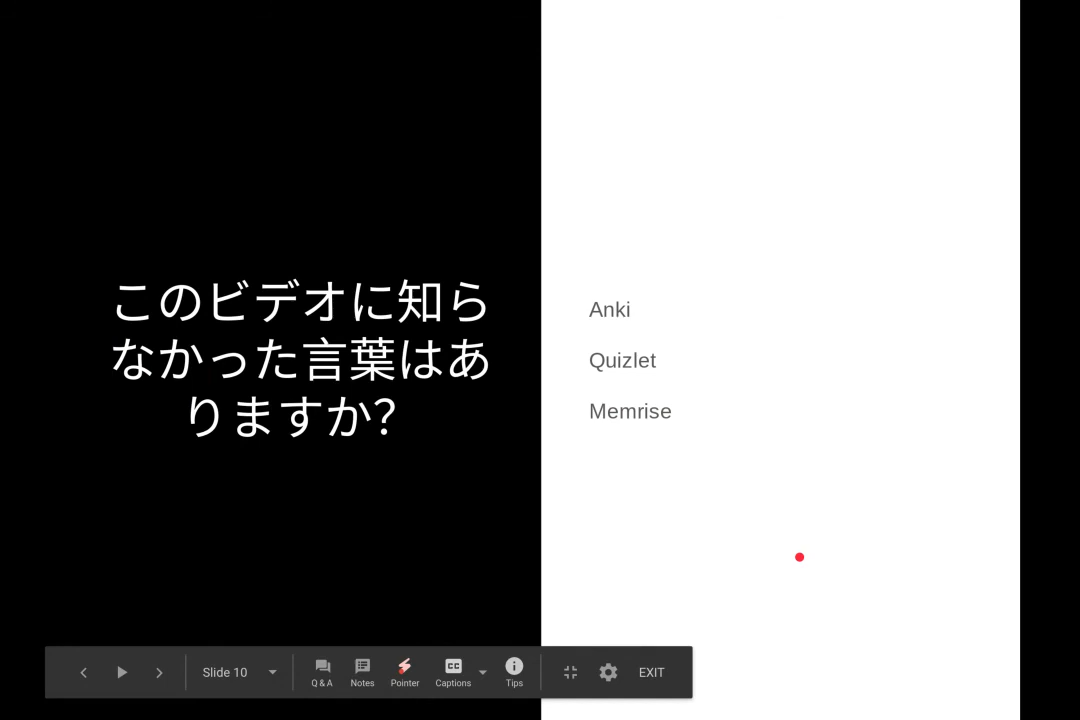 このビデオに知ら
なかった言葉はあ
りますか?
Anki
Quizlet
Memrise
Slide 10
Q & A
Notes
Pointer
Captions
Tips
EXIT